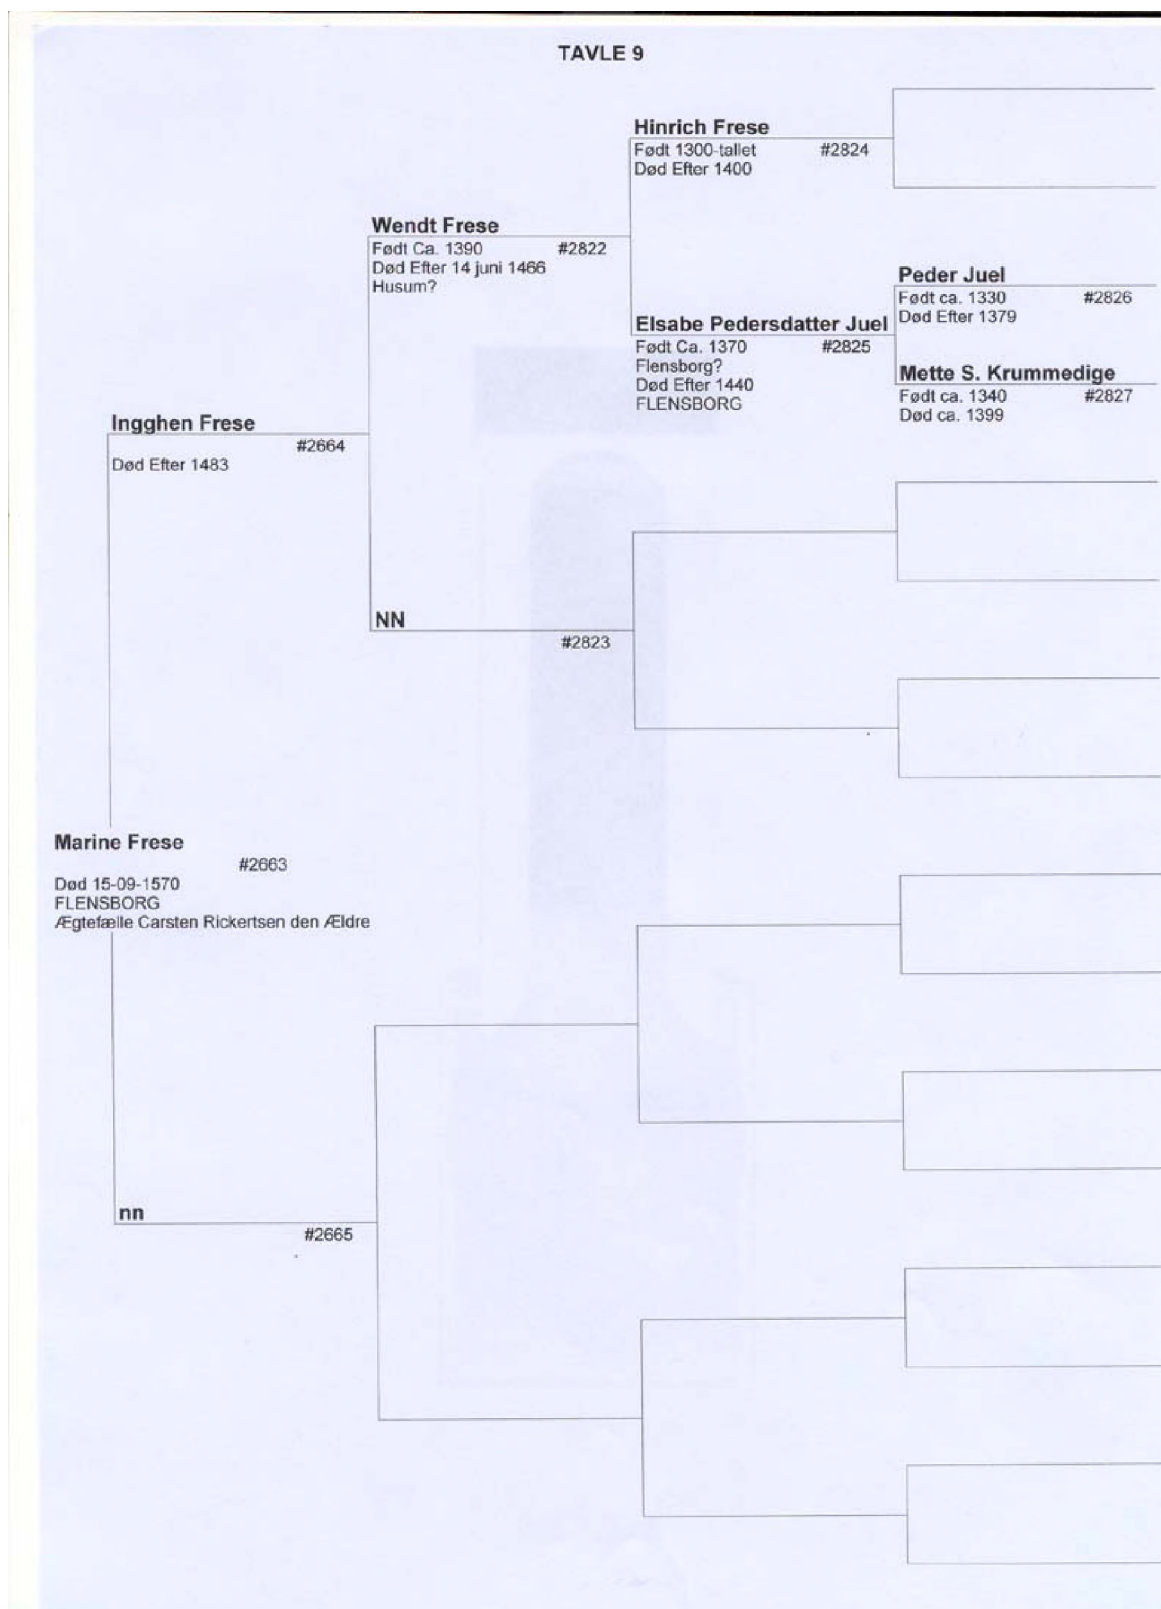 TAVLE 9
Hinrich Frese
Født 1300-tallet #2824
Død Efter 1400
Wendt Frese
Født Ca. 1390 #2822
Død Efter 14 juni 1466
Husum?
Peder Juel
Født ca. 1330 #2826
Død Efter 1379
Elsabe Pedersdatter Juel
Født Ca. 1370 #2825
Flensborg?
Død Efter 1440
FLENSBORG
Mette S. Krummedige
Født ca. 1340 #2827
Død ca. 1399
Ingghen Frese
#2664
Død Efter 1483
NN
#2823
Marine Frese
#2663
Død 15-09-1570
FLENSBORG
Ægtefælle Carsten Rickertsen den Ældre
nn
#2665